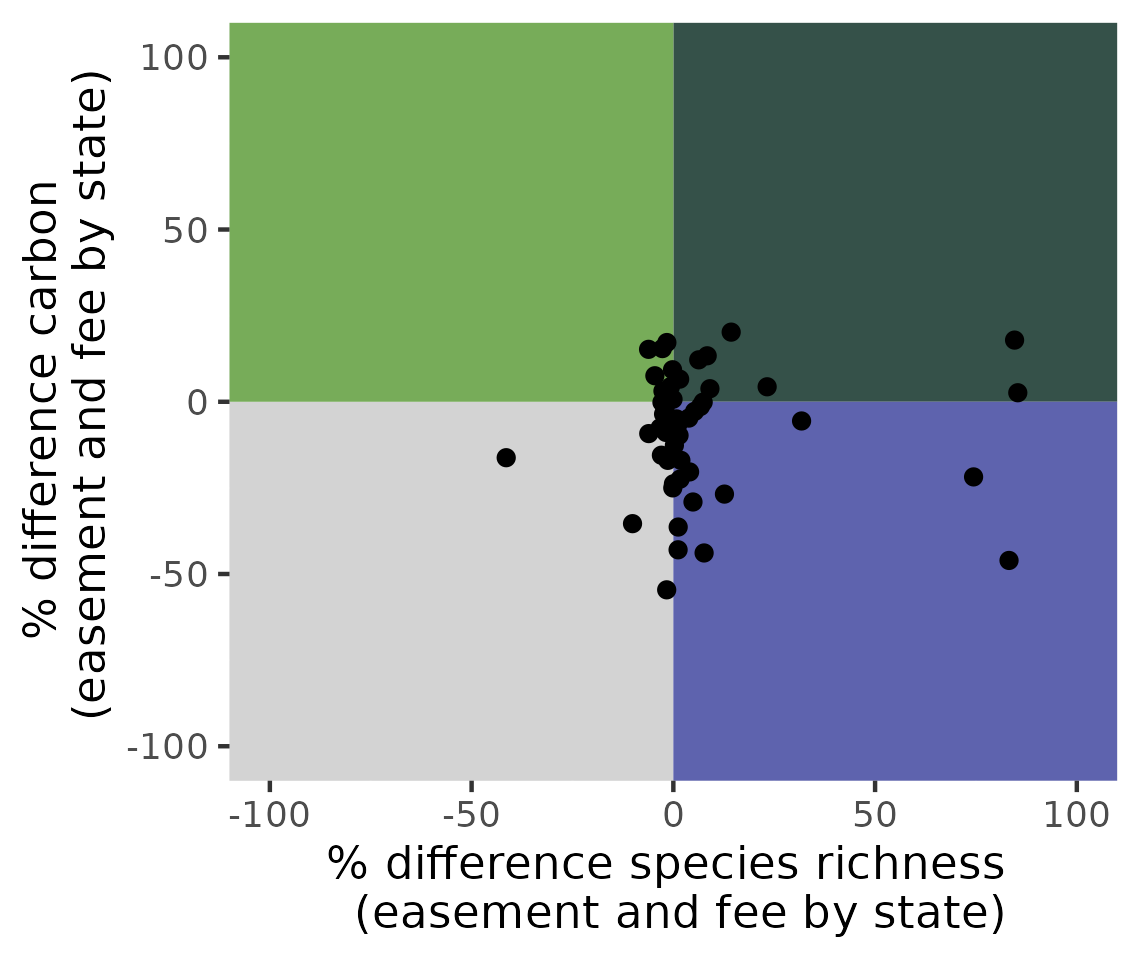 % difference carbon
(easement and fee by state)
100
50
0
-50
-100
-100 -50 0 50 100
% difference species richness
(easement and fee by state)